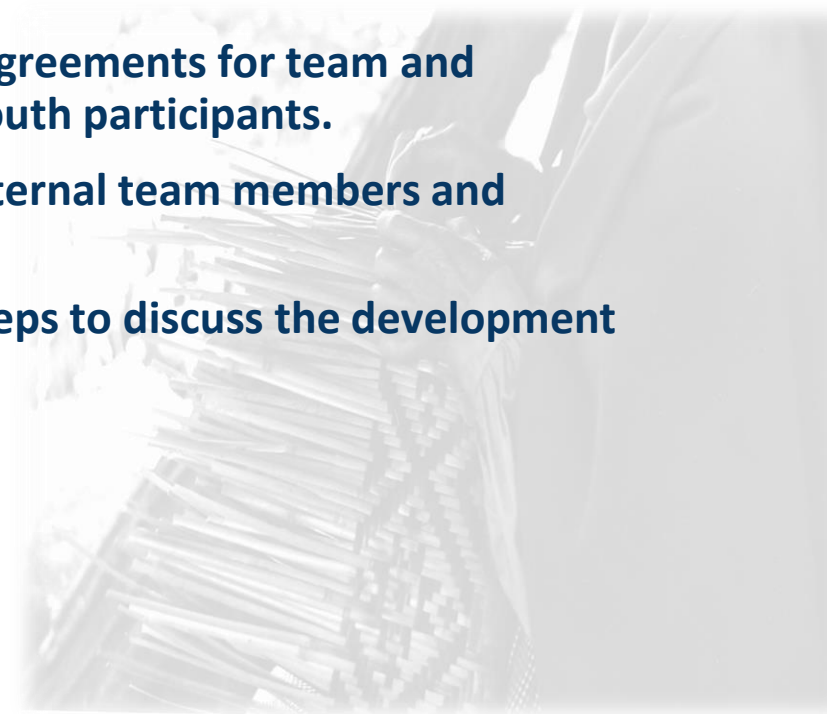 greements for team and
outh participants.
ternal team members and
eps to discuss the development